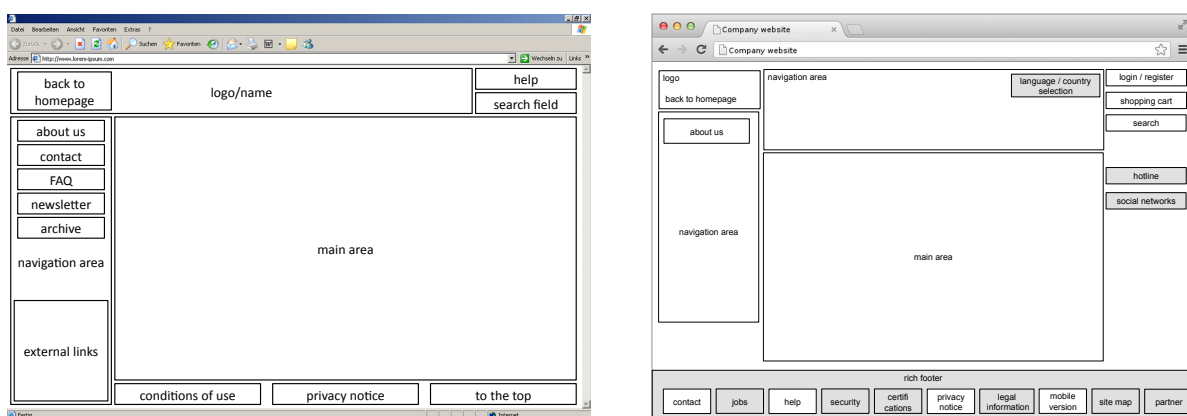 Datei Bearbeiten Ansicht Favoriten Extras ?
Zurück Suchen Favoriten
Adresse http://www.lorem-ipsum.com Wechseln zu Links »
back to
homepage
logo/name
help
search field
about us
contact
FAQ
newsletter
archive
navigation area
external links
main area
conditions of use
privacy notice
to the top
Fertig
Internet
Company website
Company website
logo
back to homepage
navigation area
language / country
selection
login / register
shopping cart
search
about us
hotline
social networks
navigation area
main area
rich footer
contact
jobs
help
security
certifi
cations
privacy
notice
legal
information
mobile
version
site map
partner